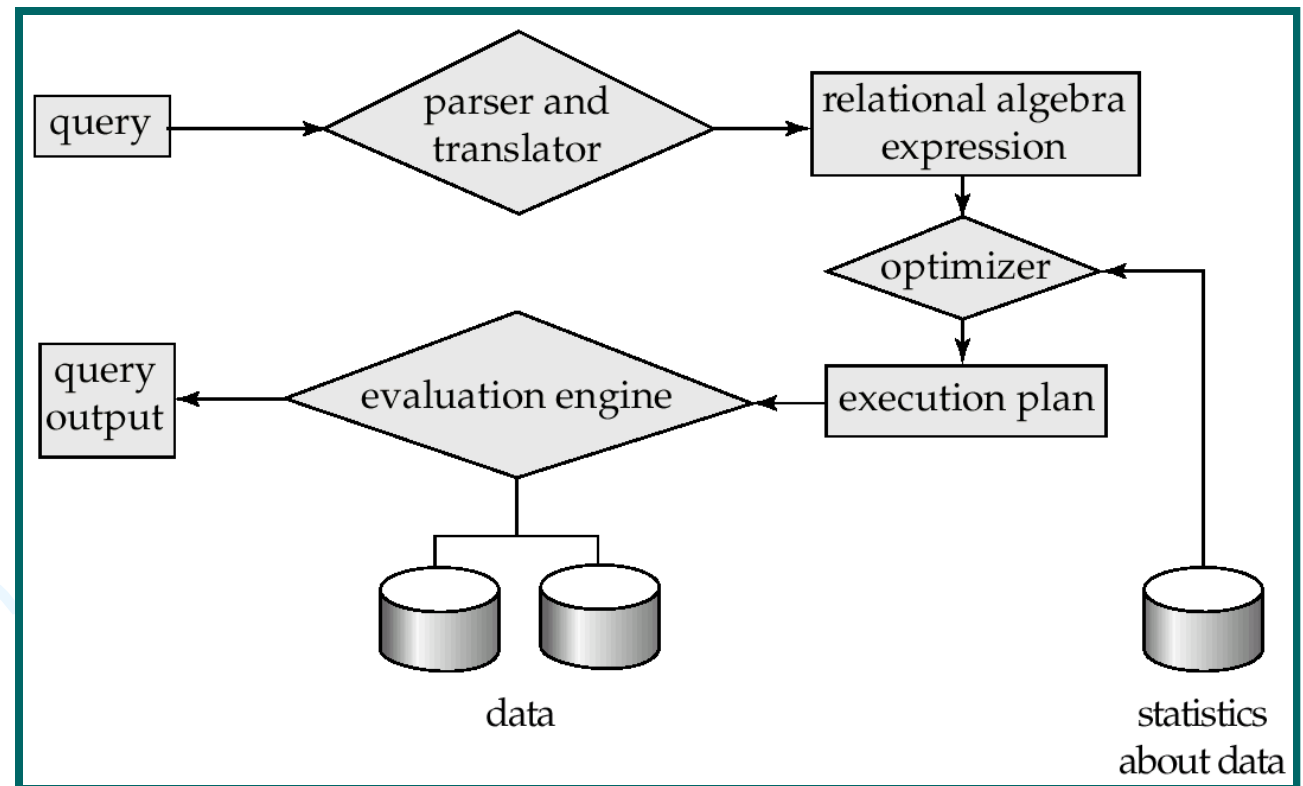 query
parser and
translator
relational algebra
expression
optimizer
query
output
evaluation engine
execution plan
data
statistics
about data